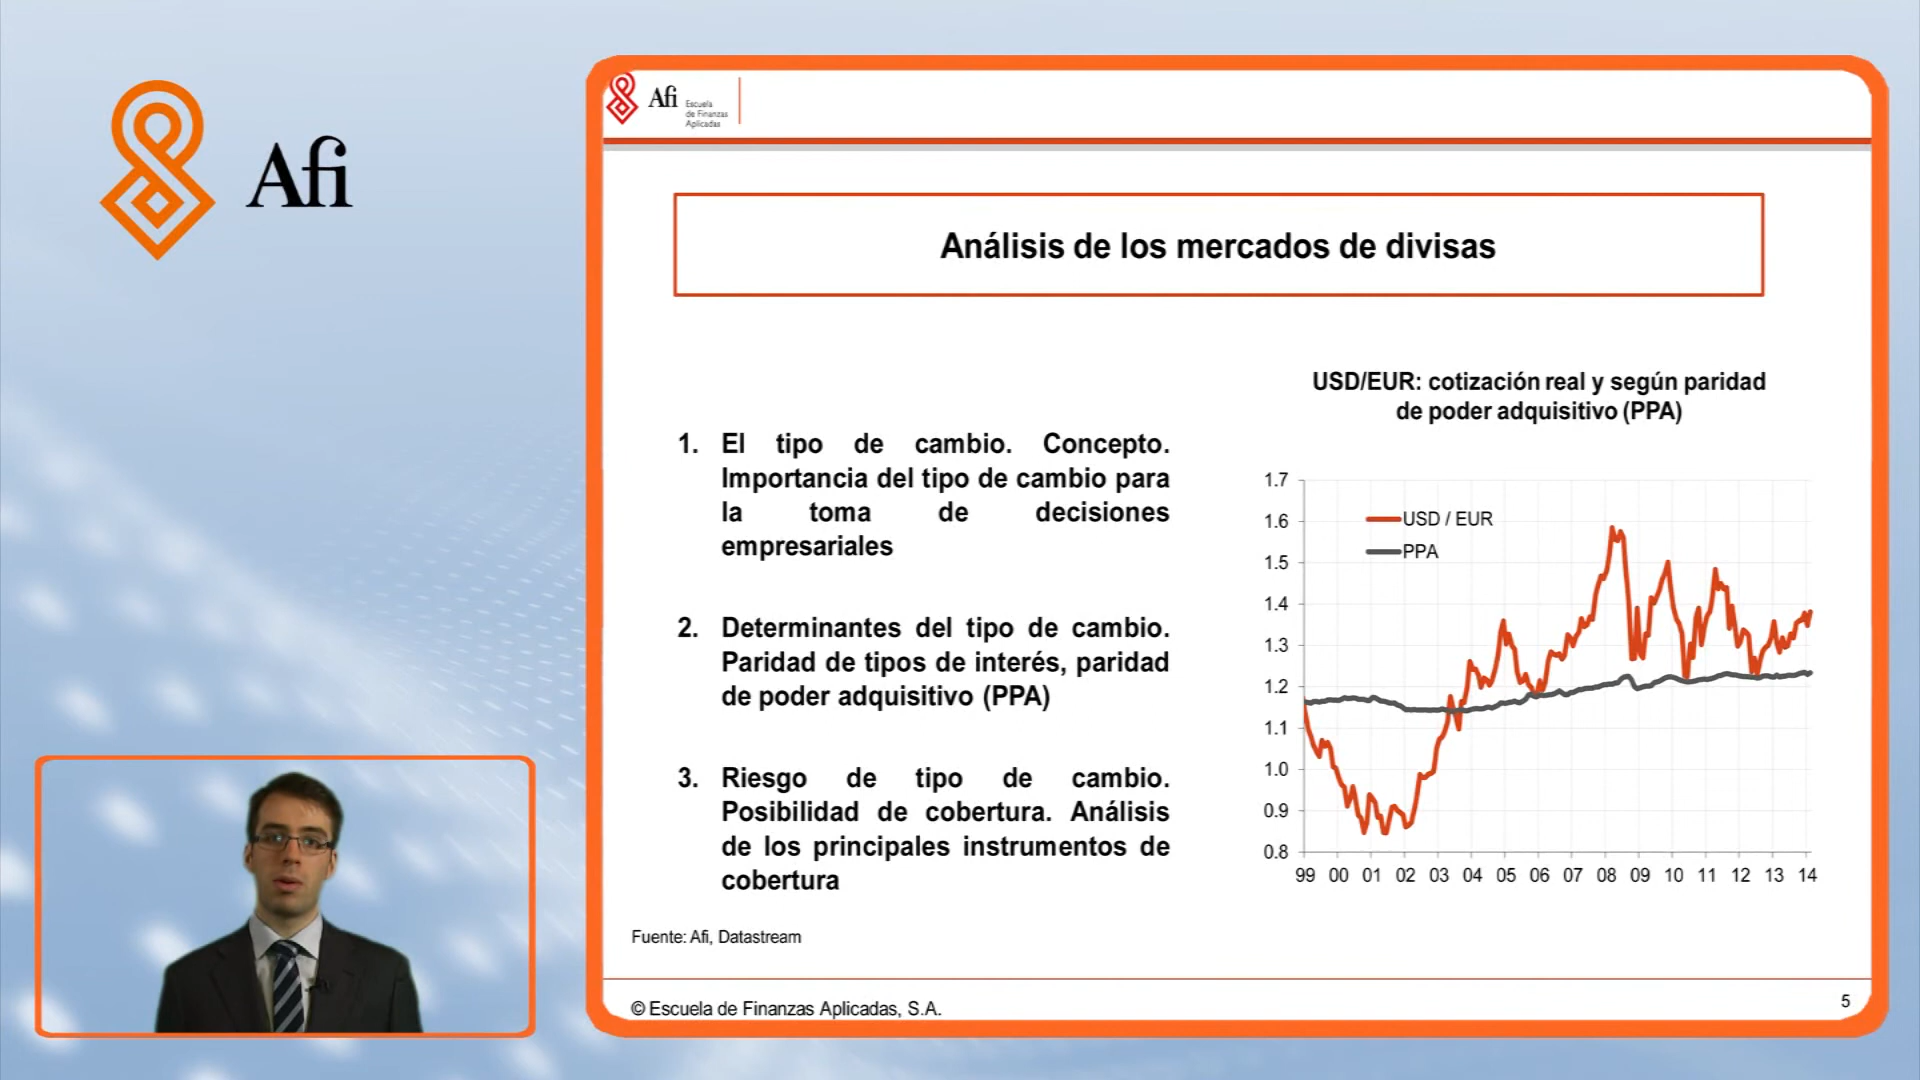 Afi
Afi
Escuela
de Finanzas
Aplicadas
Análisis de los mercados de divisas
1. El tipo de cambio. Concepto.
Importancia del tipo de cambio para
la toma de decisiones
empresariales
2. Determinantes del tipo de cambio.
Paridad de tipos de interés, paridad
de poder adquisitivo (PPA)
3. Riesgo de tipo de cambio.
Posibilidad de cobertura. Análisis
de los principales instrumentos de
cobertura
USD/EUR: cotización real y según paridad
de poder adquisitivo (PPA)
1.7
1.6
1.5
1.4
1.3
1.2
1.1
1.0
0.9
0.8
USD / EUR
PPA
99 00 01 02 03 04 05 06 07 08 09 10 11 12 13 14
Fuente: Afi, Datastream
© Escuela de Finanzas Aplicadas, S.A.
5